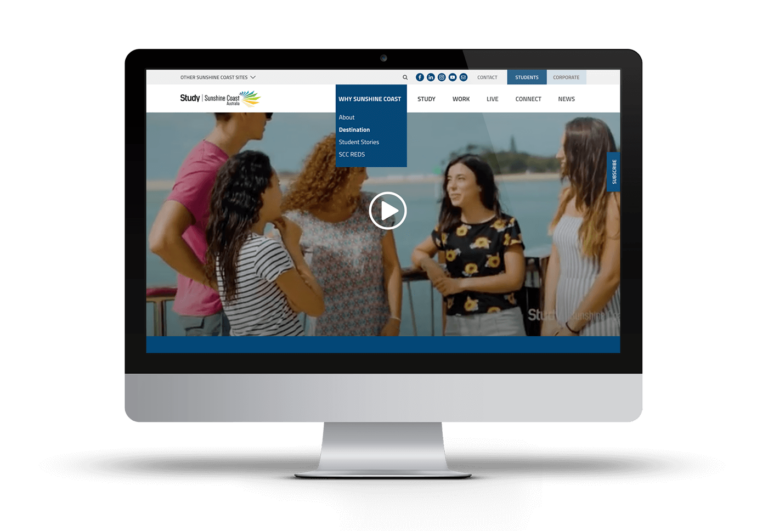 OTHER SUNSHINE COAST SITES
CONTACT
STUDENTS
CORPORATE
Study | Sunshine Coast
Australia
WHY SUNSHINE COAST
STUDY
WORK
LIVE
CONNECT
NEWS
About
Destination
Student Stories
SCC REDS
SUBSCRIBE
Study